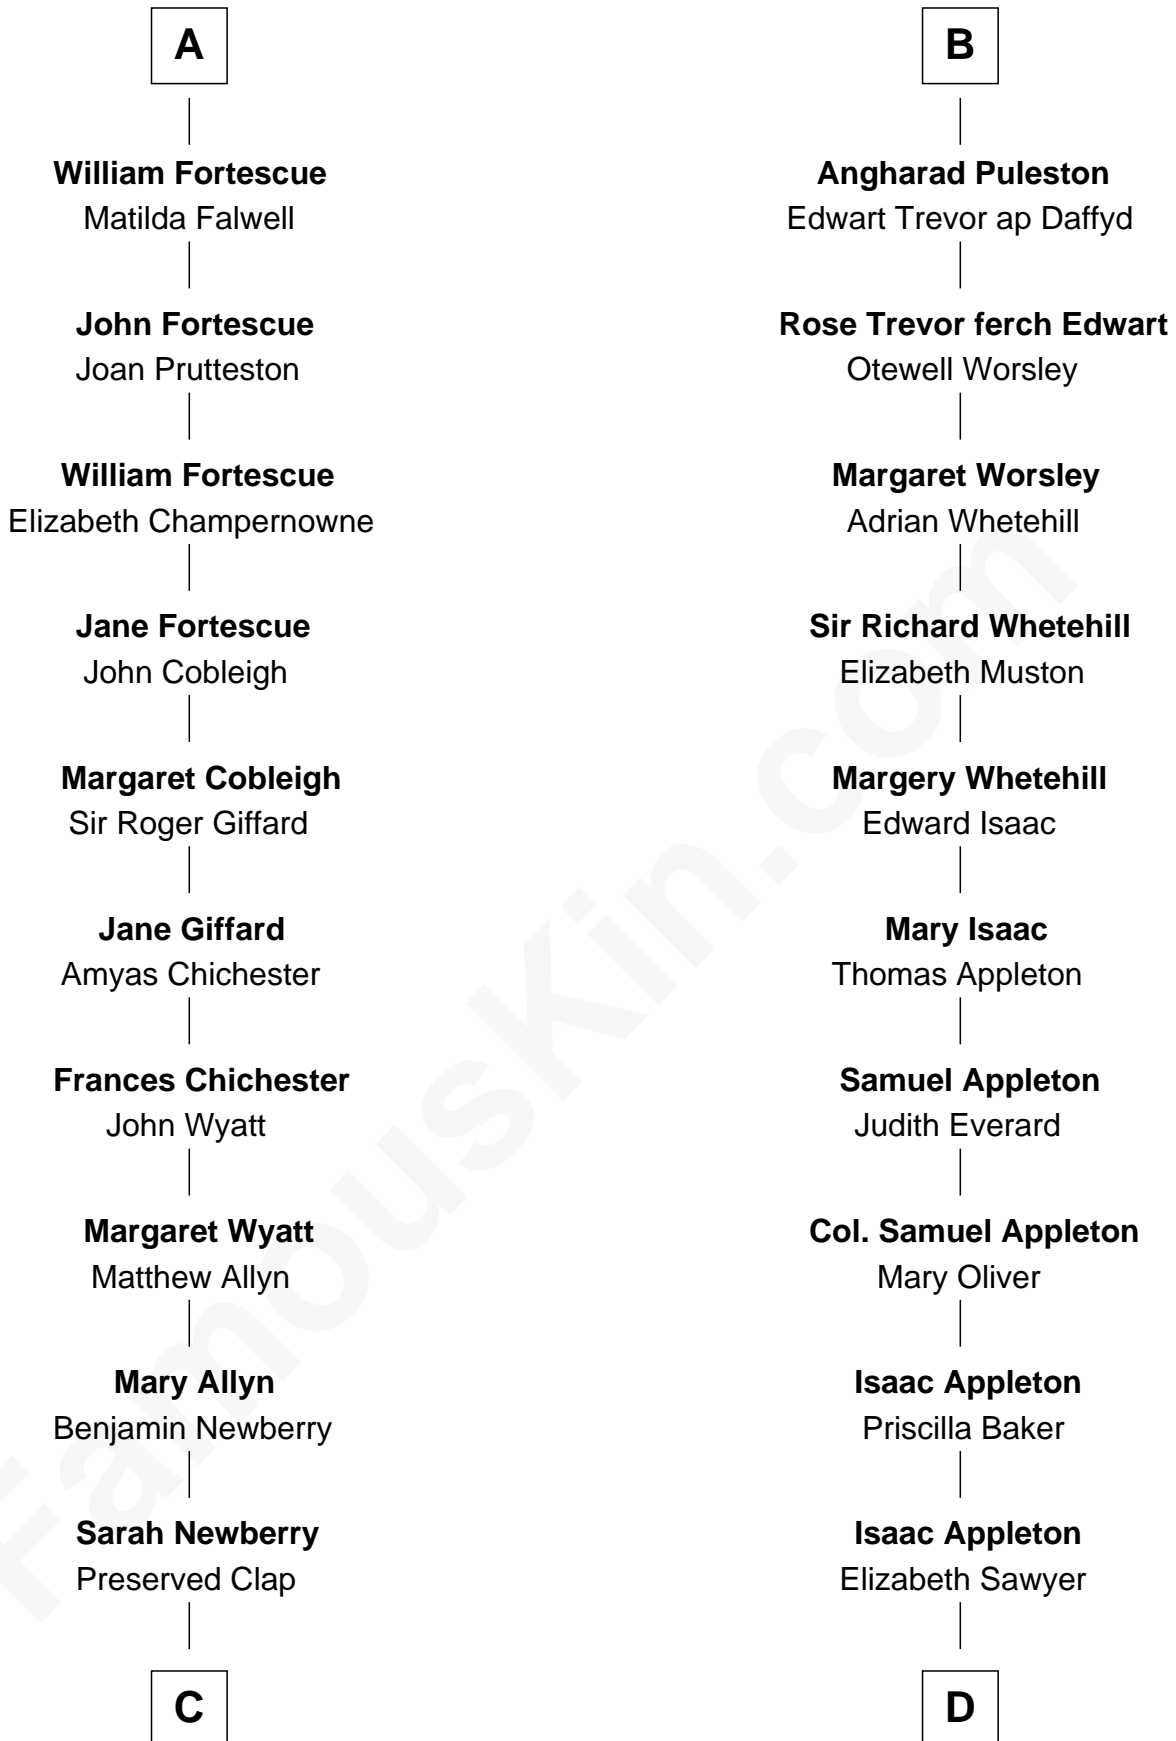 A
William Fortescue
Matilda Falwell
John Fortescue
Joan Prutteston
William Fortescue
Elizabeth Champernowne
Jane Fortescue
John Cobleigh
Margaret Cobleigh
Sir Roger Giffard
Jane Giffard
Amyas Chichester
Frances Chichester
John Wyatt
Margaret Wyatt
Matthew Allyn
Mary Allyn
Benjamin Newberry
Sarah Newberry
Preserved Clap
C
B
Angharad Puleston
Edwart Trevor ap Daffyd
Rose Trevor ferch Edwart
Otewell Worsley
Margaret Worsley
Adrian Whetehill
Sir Richard Whetehill
Elizabeth Muston
Margery Whetehill
Edward Isaac
Mary Isaac
Thomas Appleton
Samuel Appleton
Judith Everard
Col. Samuel Appleton
Mary Oliver
Isaac Appleton
Priscilla Baker
Isaac Appleton
Elizabeth Sawyer
D
FamousKin.com